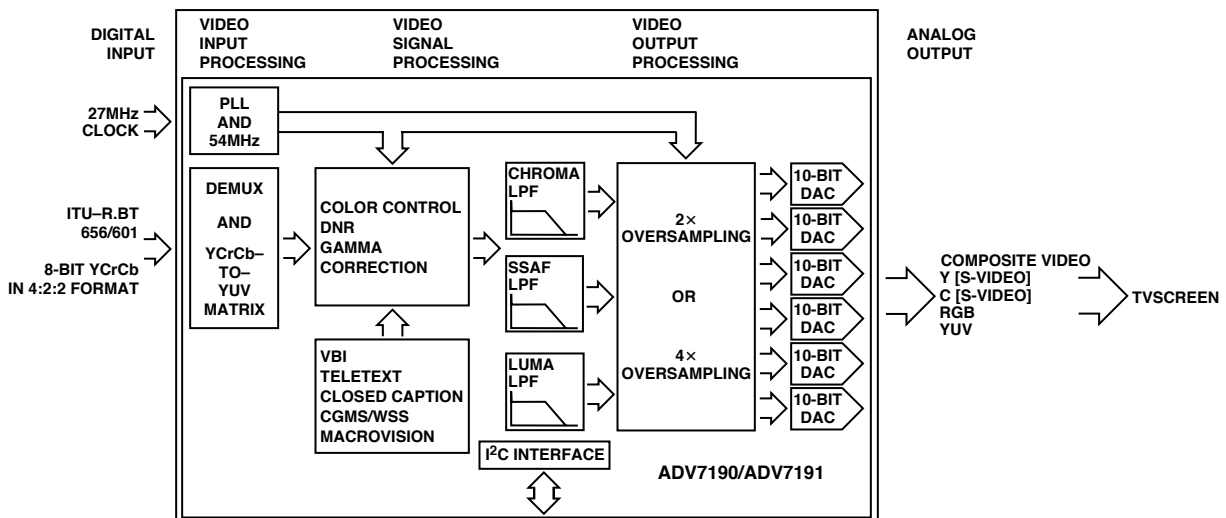 DIGITAL
INPUT
VIDEO
INPUT
PROCESSING
VIDEO
SIGNAL
PROCESSING
VIDEO
OUTPUT
PROCESSING
ANALOG
OUTPUT
27MHz
CLOCK
PLL
AND
54MHz
ITU–R.BT
656/601
8-BIT YCrCb
IN 4:2:2 FORMAT
DEMUX
AND
YCrCb–
TO–
YUV
MATRIX
COLOR CONTROL
DNR
GAMMA
CORRECTION
VBI
TELETEXT
CLOSED CAPTION
CGMS/WSS
MACROVISION
CHROMA
LPF
SSAF
LPF
LUMA
LPF
I²C INTERFACE
2×
OVERSAMPLING
OR
4×
OVERSAMPLING
10-BIT
DAC
10-BIT
DAC
10-BIT
DAC
10-BIT
DAC
10-BIT
DAC
10-BIT
DAC
ADV7190/ADV7191
COMPOSITE VIDEO
Y [S-VIDEO]
C [S-VIDEO]
RGB
YUV
TVSCREEN